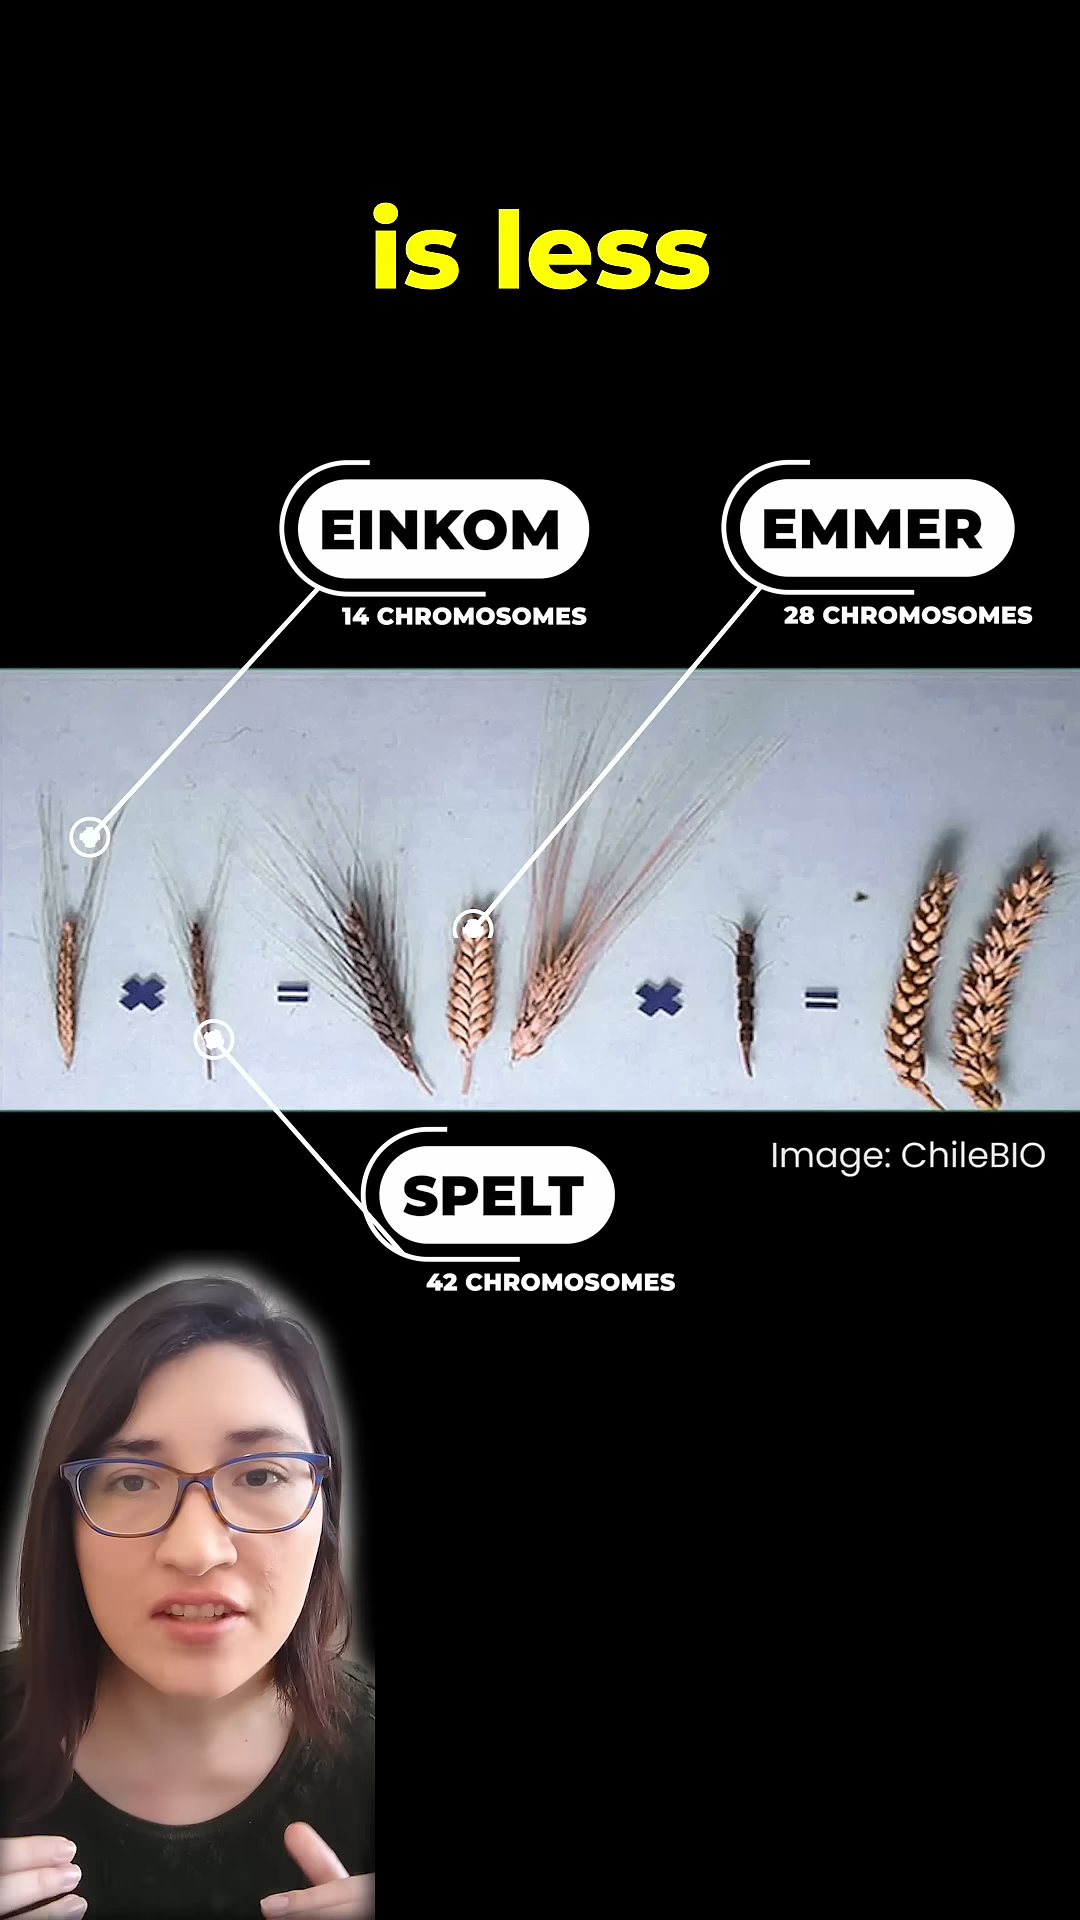 is less
EINKOM
EMMER
14 CHROMOSOMES
28 CHROMOSOMES
Image: ChileBIO
SPELT
42 CHROMOSOMES